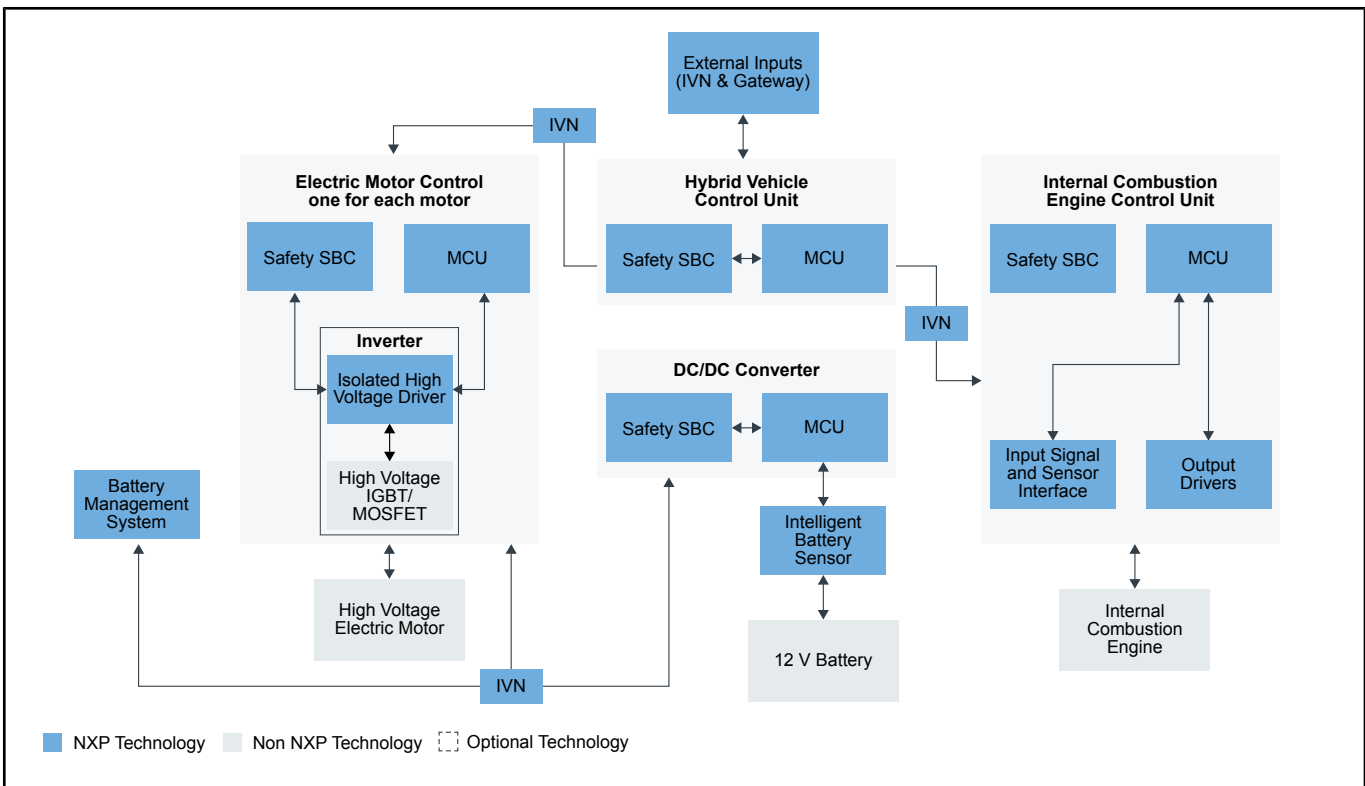 External Inputs
(IVN & Gateway)
IVN
Electric Motor Control
one for each motor
Safety SBC
MCU
Inverter
Isolated High
Voltage Driver
High Voltage
IGBT/
MOSFET
Hybrid Vehicle
Control Unit
Safety SBC
MCU
IVN
Internal Combustion
Engine Control Unit
Safety SBC
MCU
Input Signal
and Sensor
Interface
Output
Drivers
DC/DC Converter
Safety SBC
MCU
Battery
Management
System
Intelligent
Battery
Sensor
High Voltage
Electric Motor
12 V Battery
Internal
Combustion
Engine
IVN
NXP Technology
Non NXP Technology
Optional Technology